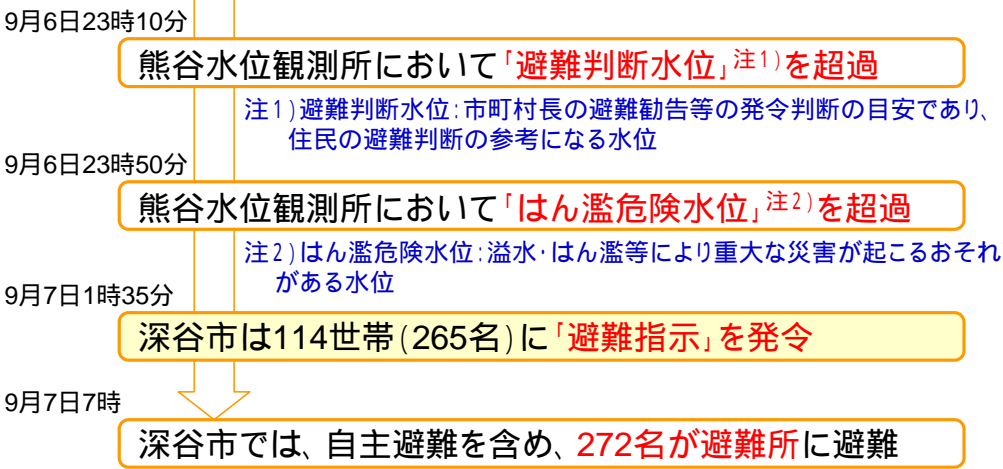 9月6日23時10分
熊谷水位観測所において「避難判断水位」注1)を超過
注1)避難判断水位:市町村長の避難勧告等の発令判断の目安であり、
住民の避難判断の参考になる水位
9月6日23時50分
熊谷水位観測所において「はん濫危険水位」注2)を超過
注2)はん濫危険水位:溢水・はん濫等により重大な災害が起こるおそれ
がある水位
9月7日1時35分
深谷市は114世帯(265名)に「避難指示」を発令
9月7日7時
深谷市では、自主避難を含め、272名が避難所に避難